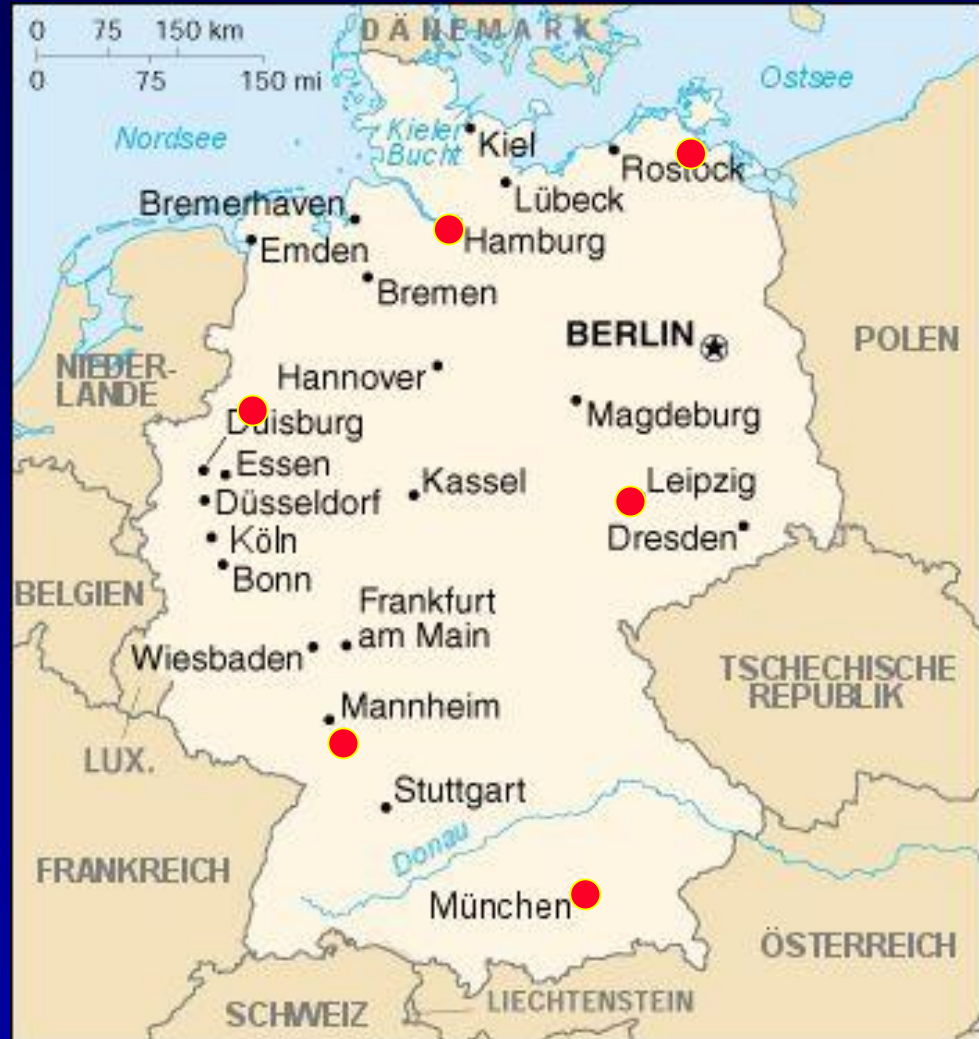 0 75 150 km
0 75 150 mi
DÄNEMARK
Ostsee
Nordsee
Kieler
Bucht
Kiel
Rostock
Lübeck
Bremerhaven
Hamburg
Emden
Bremen
BERLIN
POLEN
NIEDER-
LANDE
Hannover
Magdeburg
Duisburg
Essen
Kassel
Leipzig
Düsseldorf
Dresden
Köln
Bonn
BELGIEN
Frankfurt
am Main
Wiesbaden
TSCHECHISCHE
REPUBLIK
Mannheim
LUX.
Stuttgart
Donau
FRANKREICH
München
ÖSTERREICH
LIECHTENSTEIN
SCHWEIZ